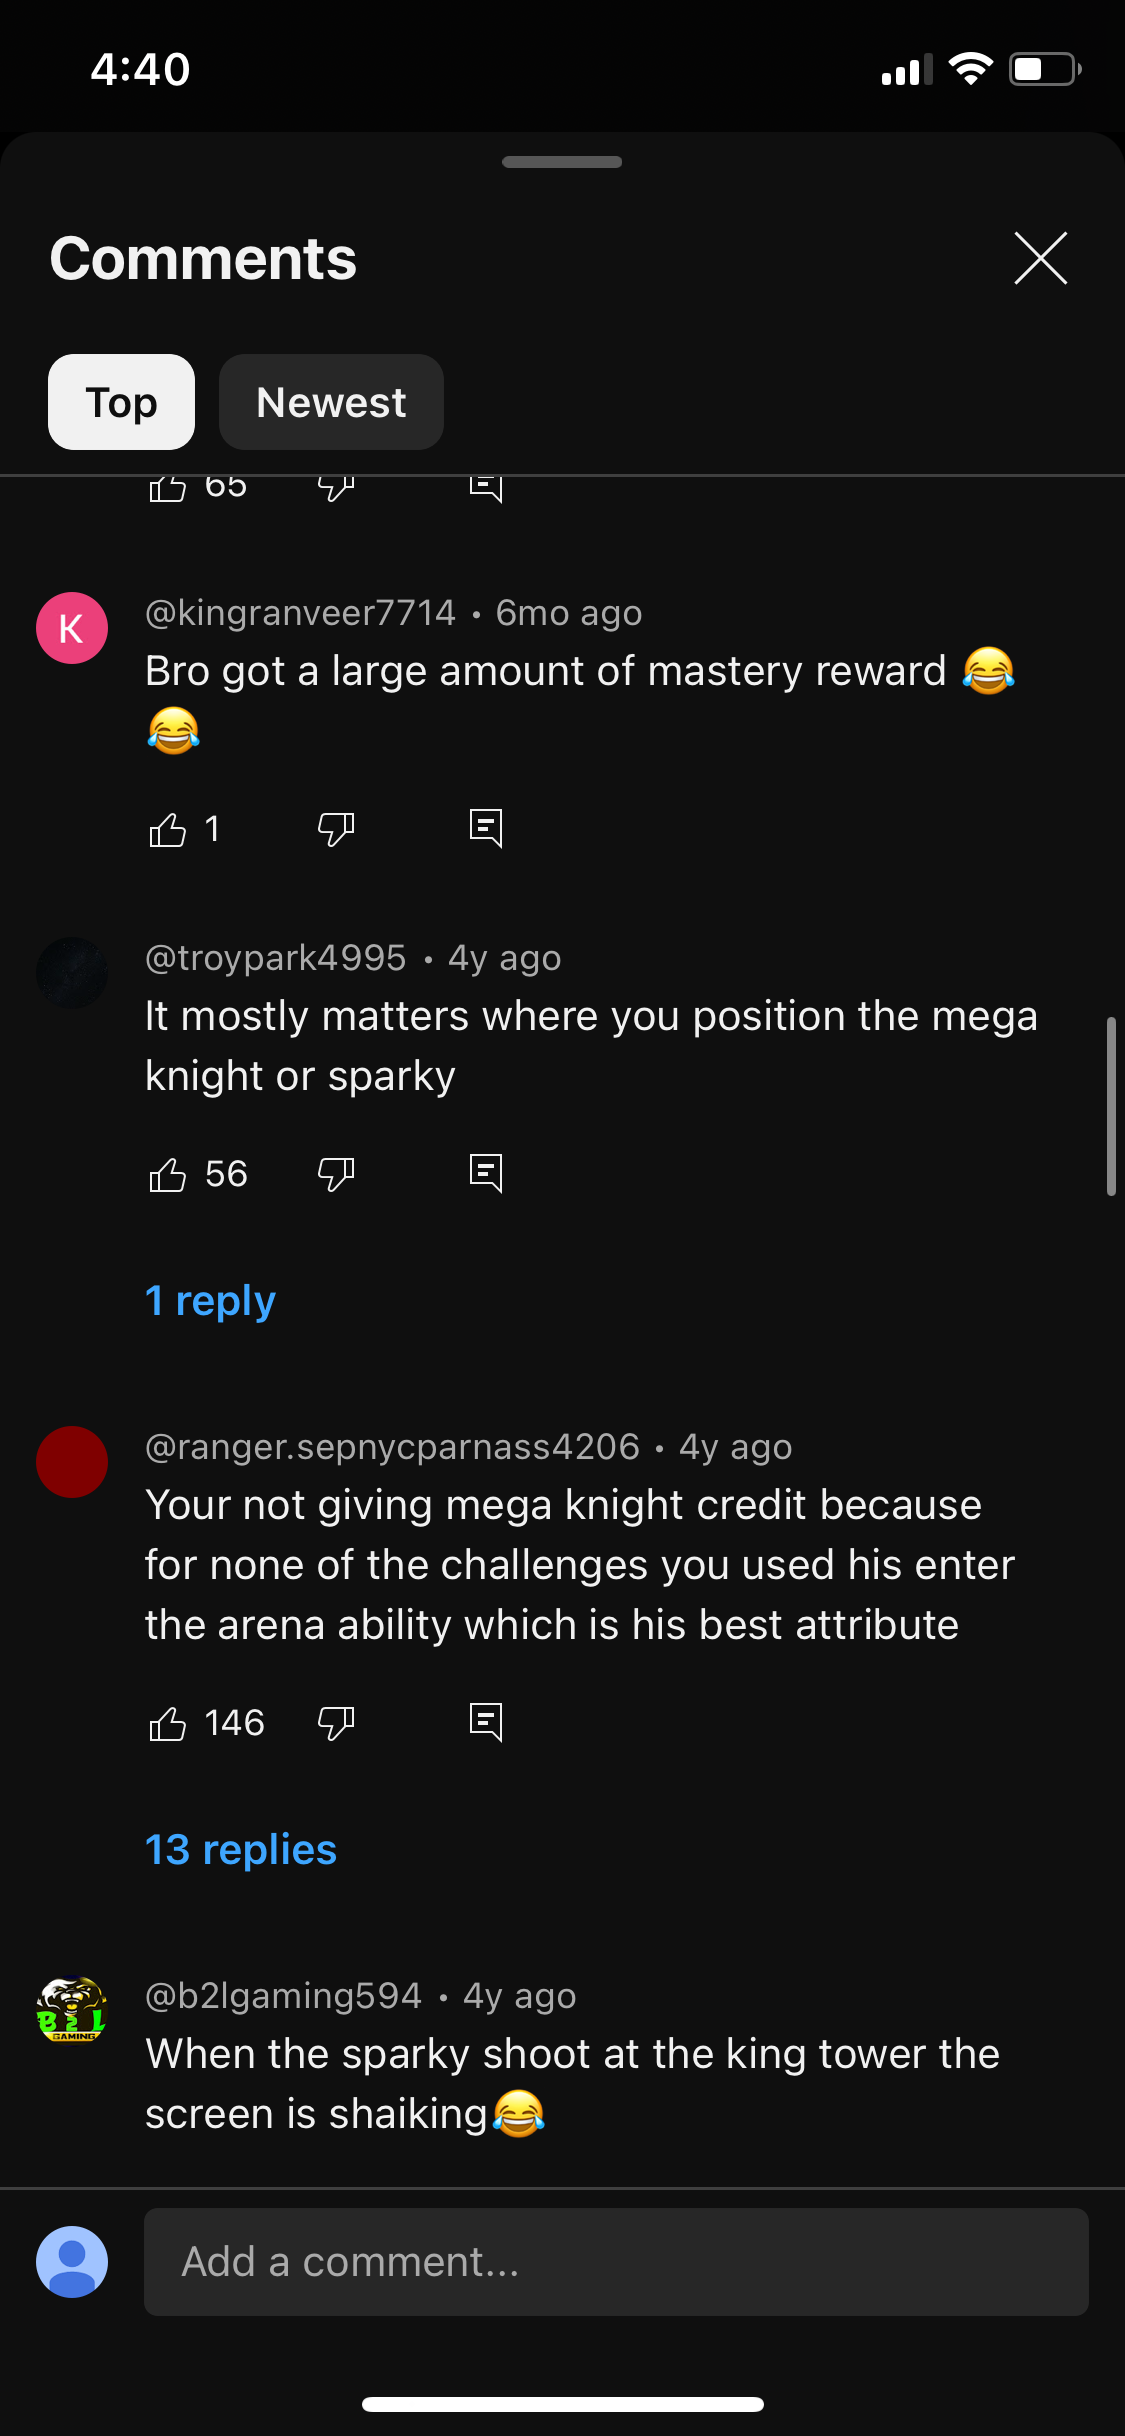 4:40
Comments
Top Newest
65
K
@kingranveer7714 • 6mo ago
Bro got a large amount of mastery reward 😂
😂
1
@troypark4995 • 4y ago
It mostly matters where you position the mega
knight or sparky
56
1 reply
@ranger.sepnycparnass4206 • 4y ago
Your not giving mega knight credit because
for none of the challenges you used his enter
the arena ability which is his best attribute
146
13 replies
B2L
GAMING
@b2lgaming594 • 4y ago
When the sparky shoot at the king tower the
screen is shaiking😂
Add a comment...